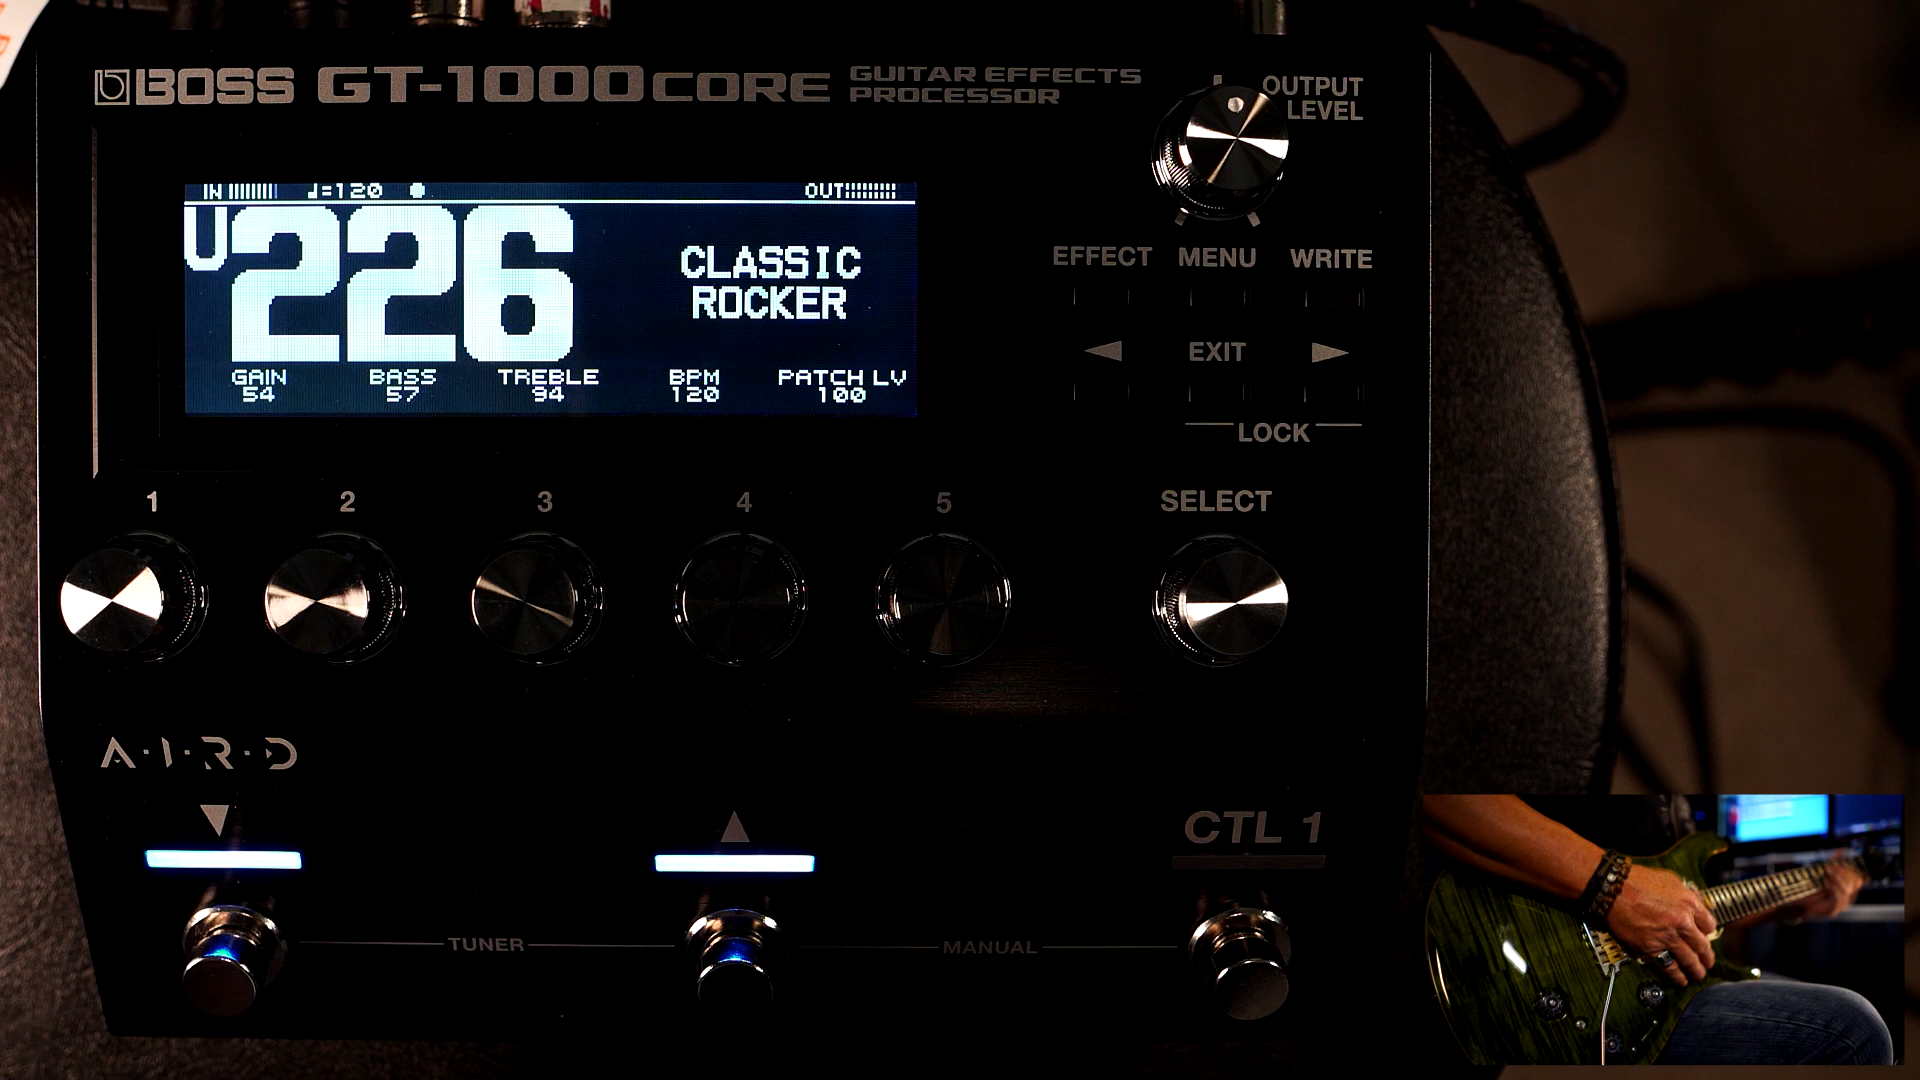 BOSS GT-1000CORE GUITAR EFFECTS
PROCESSOR
OUTPUT
LEVEL
IN ♩=120 OUT
U226
CLASSIC
ROCKER
GAIN BASS TREBLE BPM PATCH LV
54 57 94 120 100
EFFECT MENU WRITE
EXIT
LOCK
1 2 3 4 5 SELECT
A·I·R·D
CTL 1
TUNER MANUAL